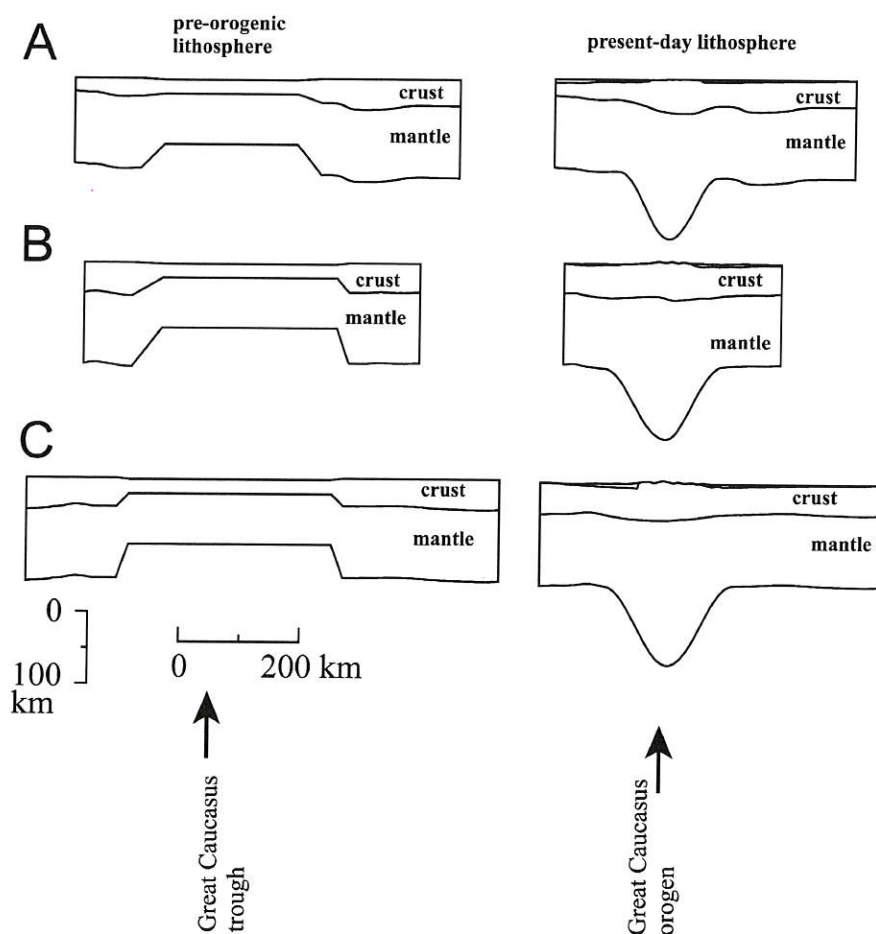 A
pre-orogenic
lithosphere
present-day lithosphere
crust
mantle
crust
mantle
B
crust
mantle
crust
mantle
C
crust
mantle
crust
mantle
0
100
km
0
200 km
Great Caucasus
trough
Great Caucasus
orogen